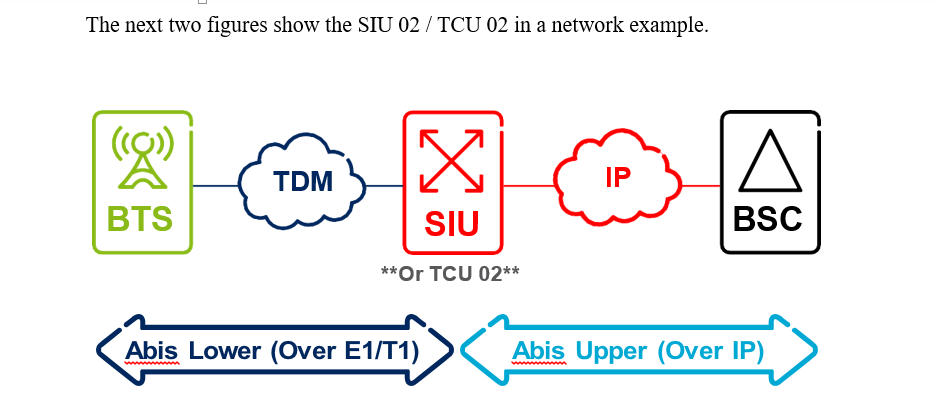 The next two figures show the SIU 02 / TCU 02 in a network example.
TDM
IP
BTS
SIU
BSC
**Or TCU 02**
Abis Lower (Over E1/T1)
Abis Upper (Over IP)